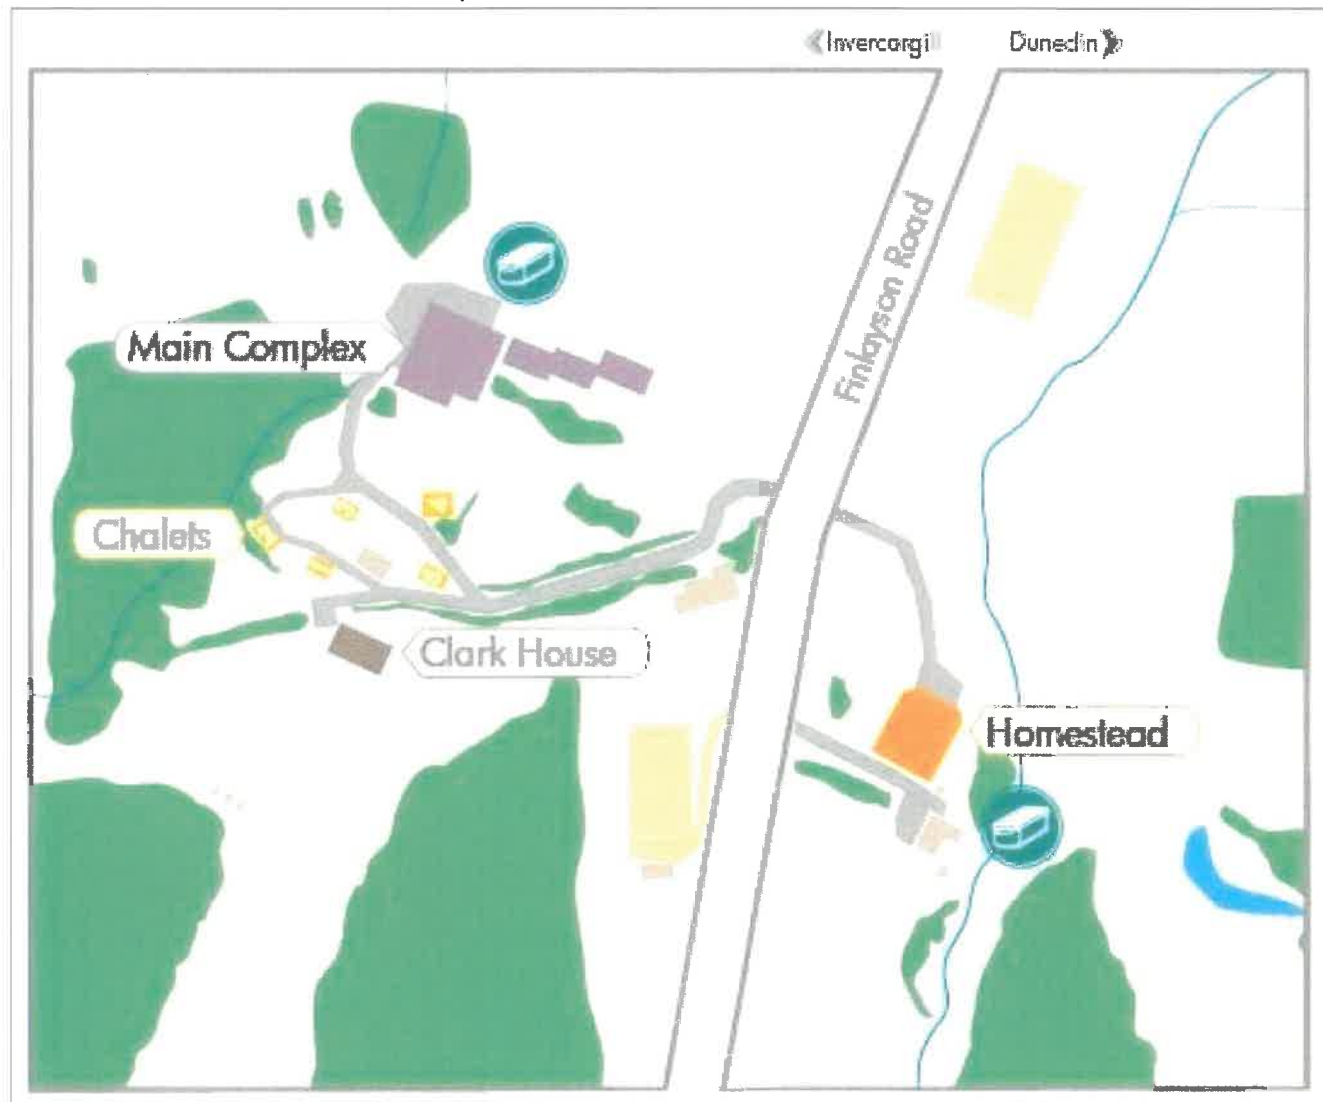 Invercargill
Dunedin
Finlayson Road
Main Complex
Chalets
Clark House
Homestead